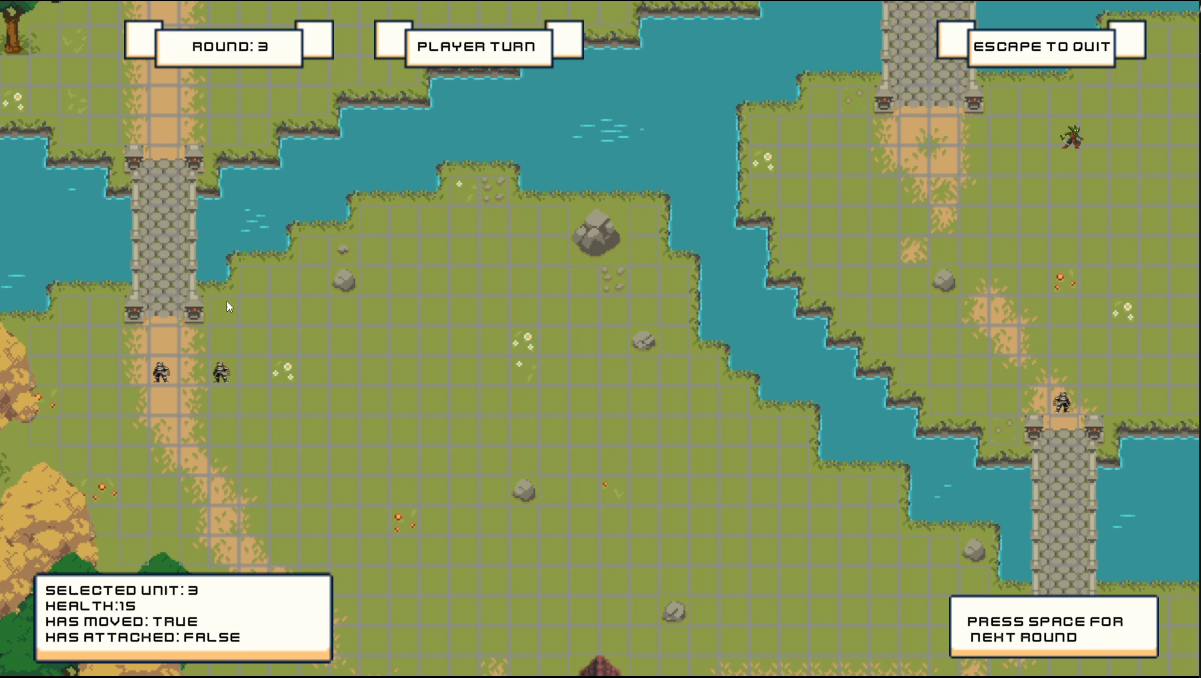 ROUND: 3
PLAYER TURN
ESCAPE TO QUIT
SELECTED UNIT: 3
HEALTH:15
HAS MOVED: TRUE
HAS ATTACHED: FALSE
PRESS SPACE FOR
NEXT ROUND